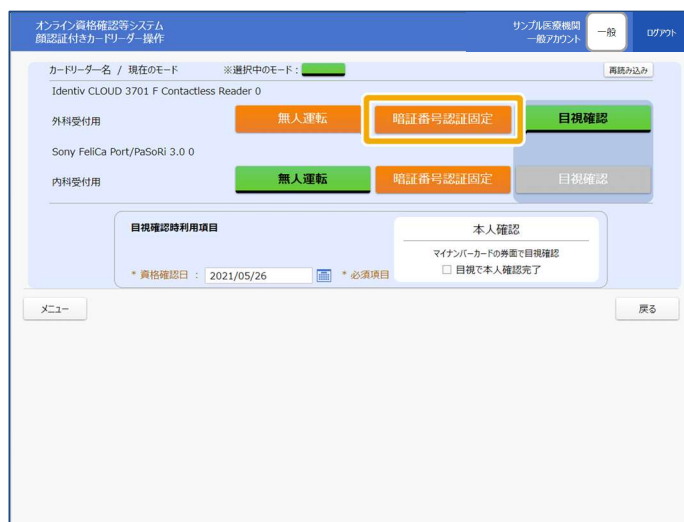 オンライン資格確認等システム
顔認証付きカードリーダー操作
サンプル医療機関
一般アカウント
一般
ログアウト
カードリーダー名 / 現在のモード ※選択中のモード:
再読み込み
Identiv CLOUD 3701 F Contactless Reader 0
外科受付用 無人運転 暗証番号認証固定 目視確認
Sony FeliCa Port/PaSoRi 3.0 0
内科受付用 無人運転 暗証番号認証固定 目視確認
目視確認時利用項目
* 資格確認日 : 2021/05/26 * 必須項目
本人確認
マイナンバーカードの券面で目視確認
目視で本人確認完了
メニュー
戻る